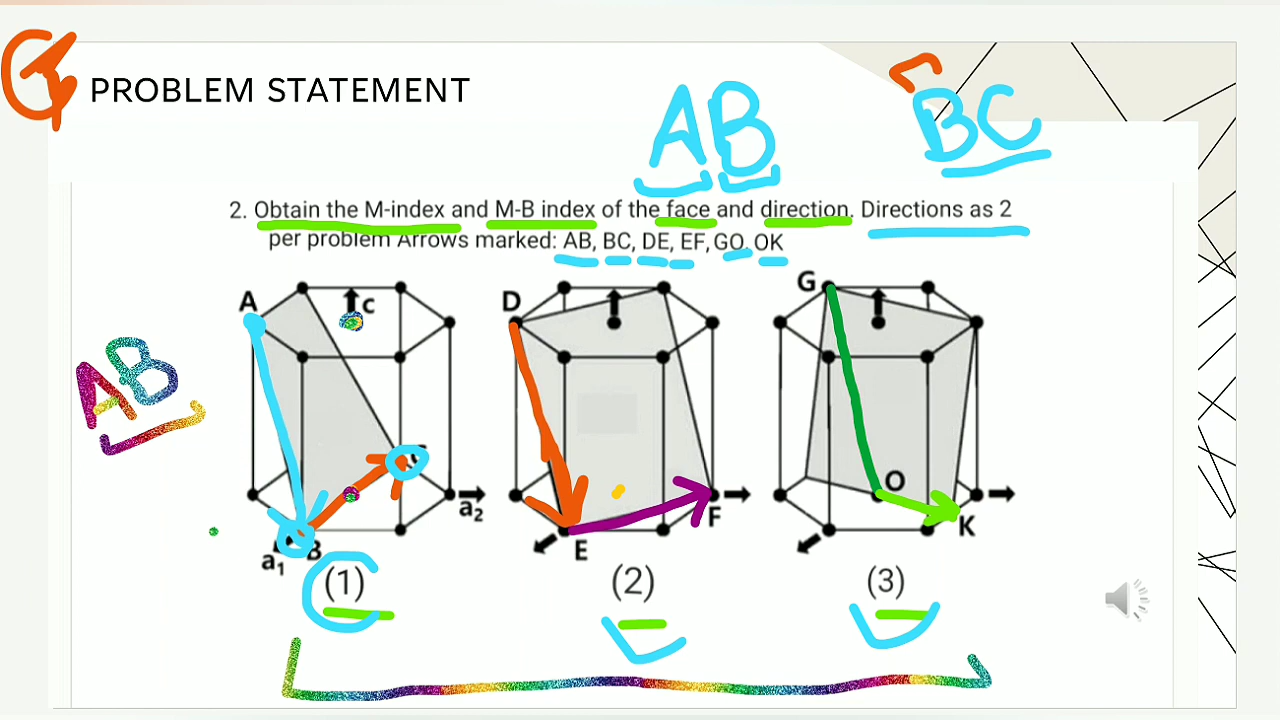 PROBLEM STATEMENT
AB
BC
2. Obtain the M-index and M-B index of the face and direction. Directions as 2
per problem Arrows marked: AB, BC, DE, EF, GO, OK
A
c
D
G
AB
C
O
a2
F
K
a1
B
E
(1)
(2)
(3)